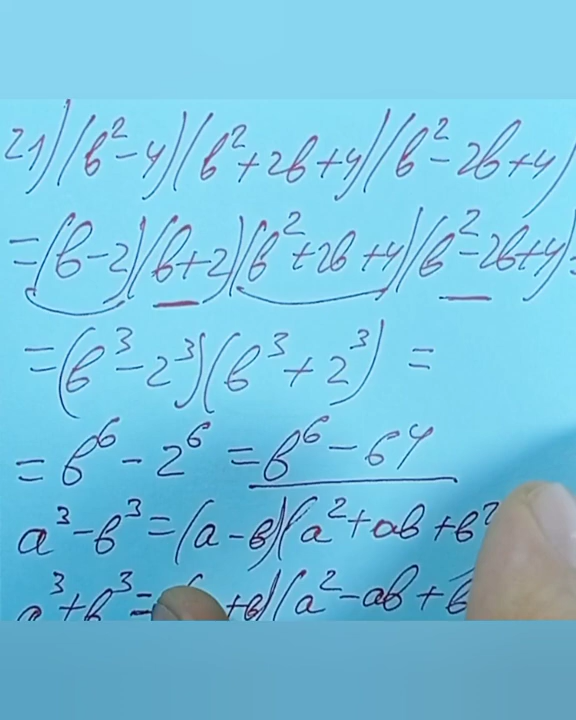 21) (b² - 4)(b² + 2b + 4)(b² - 2b + 4)
= (b - 2)(b + 2)(b² + 2b + 4)(b² - 2b + 4) =
= (b³ - 2³)(b³ + 2³) =
= b⁶ - 2⁶ = b⁶ - 64
a³ - b³ = (a - b)(a² + ab + b²
a³ + b³ = + b)(a² - ab + b